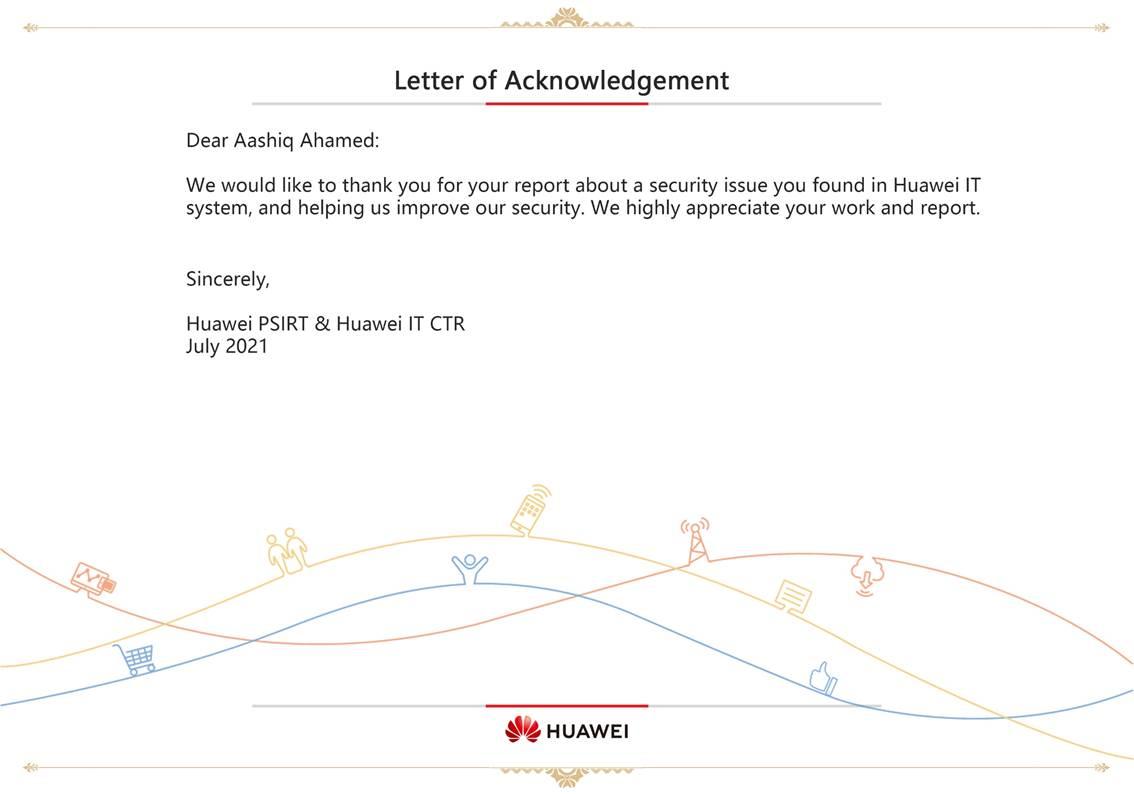 Letter of Acknowledgement
Dear Aashiq Ahamed:
We would like to thank you for your report about a security issue you found in Huawei IT
system, and helping us improve our security. We highly appreciate your work and report.
Sincerely,
Huawei PSIRT & Huawei IT CTR
July 2021
HUAWEI